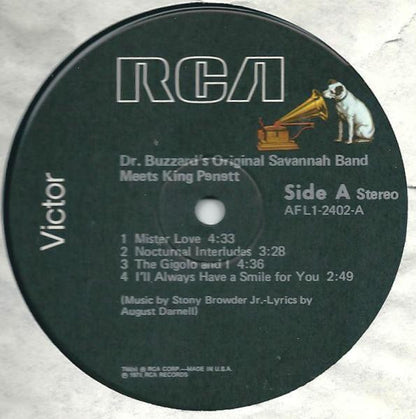 RCA
Victor
Dr. Buzzard's Original Savannah Band
Meets King Penett
Side A Stereo
AFL1-2402-A
1 Mister Love 4:33
2 Nocturnal Interludes 3:28
3 The Gigolo and I 4:36
4 I'll Always Have a Smile for You 2:49
(Music by Stony Browder Jr.-Lyrics by
August Darnell)
TM(s) ® RCA CORP.—MADE IN U.S.A.
RCA RECORDS